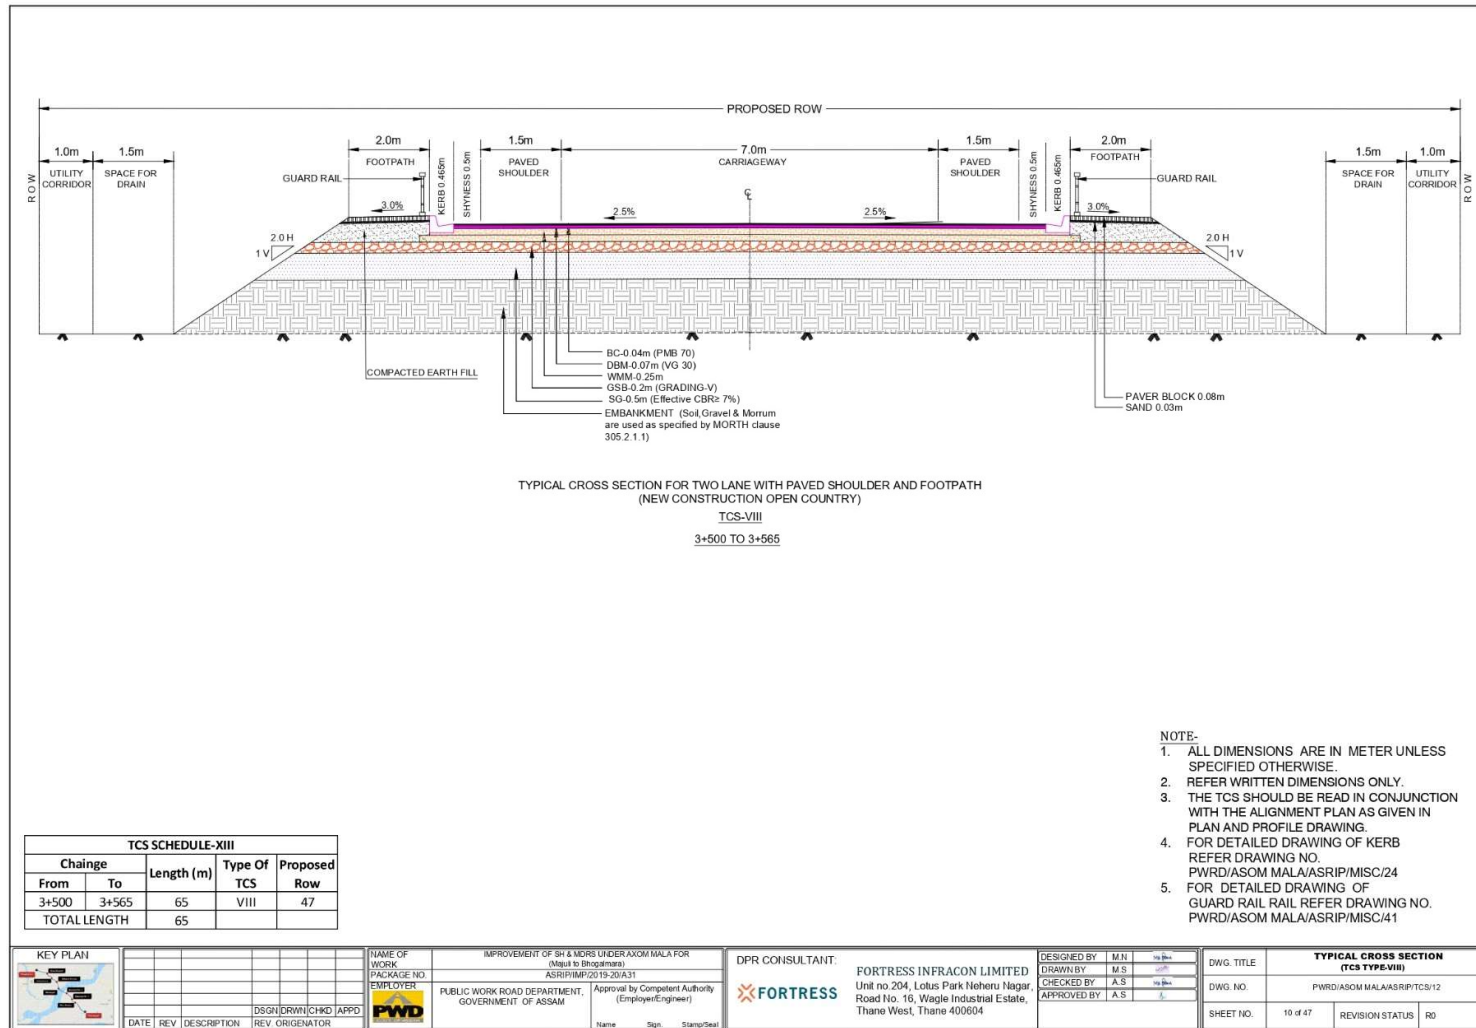 PROPOSED ROW
2.0m
1.5m
7.0m
1.5m
2.0m
1.0m
1.5m
1.5m
1.0m
FOOTPATH
PAVED
SHOULDER
CARRIAGEWAY
PAVED
SHOULDER
FOOTPATH
UTILITY
CORRIDOR
SPACE FOR
DRAIN
SPACE FOR
DRAIN
UTILITY
CORRIDOR
ROW
ROW
GUARD RAIL
KERB 0.465m
SHYNESS 0.5m
SHYNESS 0.5m
KERB 0.465m
GUARD RAIL
3.0%
2.5%
2.5%
3.0%
2.0 H
1 V
2.0 H
1 V
COMPACTED EARTH FILL
BC-0.04m (PMB 70)
DBM-0.07m (VG 30)
WMM-0.25m
GSB-0.2m (GRADING-V)
SG-0.5m (Effective CBR≥ 7%)
EMBANKMENT (Soil,Gravel & Morrum
are used as specified by MORTH clause
305.2.1.1)
PAVER BLOCK 0.08m
SAND 0.03m
TYPICAL CROSS SECTION FOR TWO LANE WITH PAVED SHOULDER AND FOOTPATH
(NEW CONSTRUCTION OPEN COUNTRY)
TCS-VIII
3+500 TO 3+565
NOTE-
1. ALL DIMENSIONS ARE IN METER UNLESS
SPECIFIED OTHERWISE.
2. REFER WRITTEN DIMENSIONS ONLY.
3. THE TCS SHOULD BE READ IN CONJUNCTION
WITH THE ALIGNMENT PLAN AS GIVEN IN
PLAN AND PROFILE DRAWING.
4. FOR DETAILED DRAWING OF KERB
REFER DRAWING NO.
PWRD/ASOM MALA/ASRIP/MISC/24
5. FOR DETAILED DRAWING OF
GUARD RAIL RAIL REFER DRAWING NO.
PWRD/ASOM MALA/ASRIP/MISC/41
TCS SCHEDULE-XIII
Chainge Length (m) Type Of TCS Proposed Row
From To
3+500 3+565 65 VIII 47
TOTAL LENGTH 65
KEY PLAN
DSGN DRWN CHKD APPD
DATE REV DESCRIPTION REV. ORIGENATOR
NAME OF
WORK
IMPROVEMENT OF SH & MDRS UNDER AXOM MALA FOR
(Majuli to Bhogalmara)
PACKAGE NO.
ASRIP/IMP/2019-20/A31
EMPLOYER
PWD
PUBLIC WORK ROAD DEPARTMENT,
GOVERNMENT OF ASSAM
Approval by Competent Authority
(Employer/Engineer)
Name Sign. Stamp/Seal
DPR CONSULTANT:
FORTRESS
FORTRESS INFRACON LIMITED
Unit no.204, Lotus Park Neheru Nagar,
Road No. 16, Wagle Industrial Estate,
Thane West, Thane 400604
DESIGNED BY M.N
DRAWN BY M.S
CHECKED BY A.S
APPROVED BY A.S
DWG. TITLE
TYPICAL CROSS SECTION
(TCS TYPE-VIII)
DWG. NO.
PWRD/ASOM MALA/ASRIP/TCS/12
SHEET NO.
10 of 47
REVISION STATUS
R0